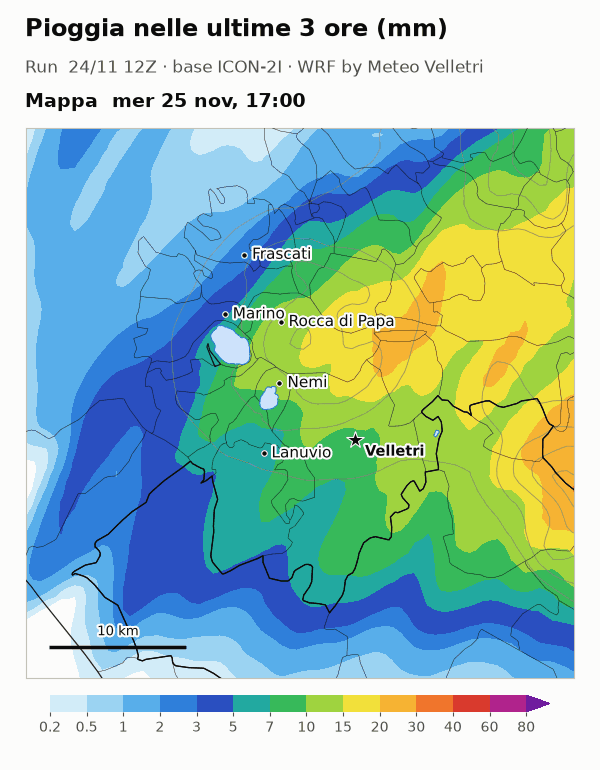 Pioggia nelle ultime 3 ore (mm)
Run  24/11 12Z · base ICON-2I · WRF by Meteo Velletri
Mappa  mer 25 nov, 17:00
Frascati
Marino
Rocca di Papa
Nemi
Velletri
Lanuvio
10 km
0.2 0.5 1 2 3 5 7 10 15 20 30 40 60 80